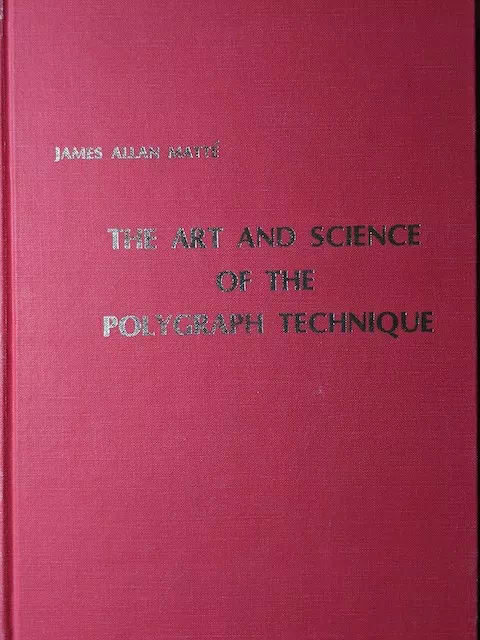 JAMES ALLAN MATTÉ
THE ART AND SCIENCE
OF THE
POLYGRAPH TECHNIQUE